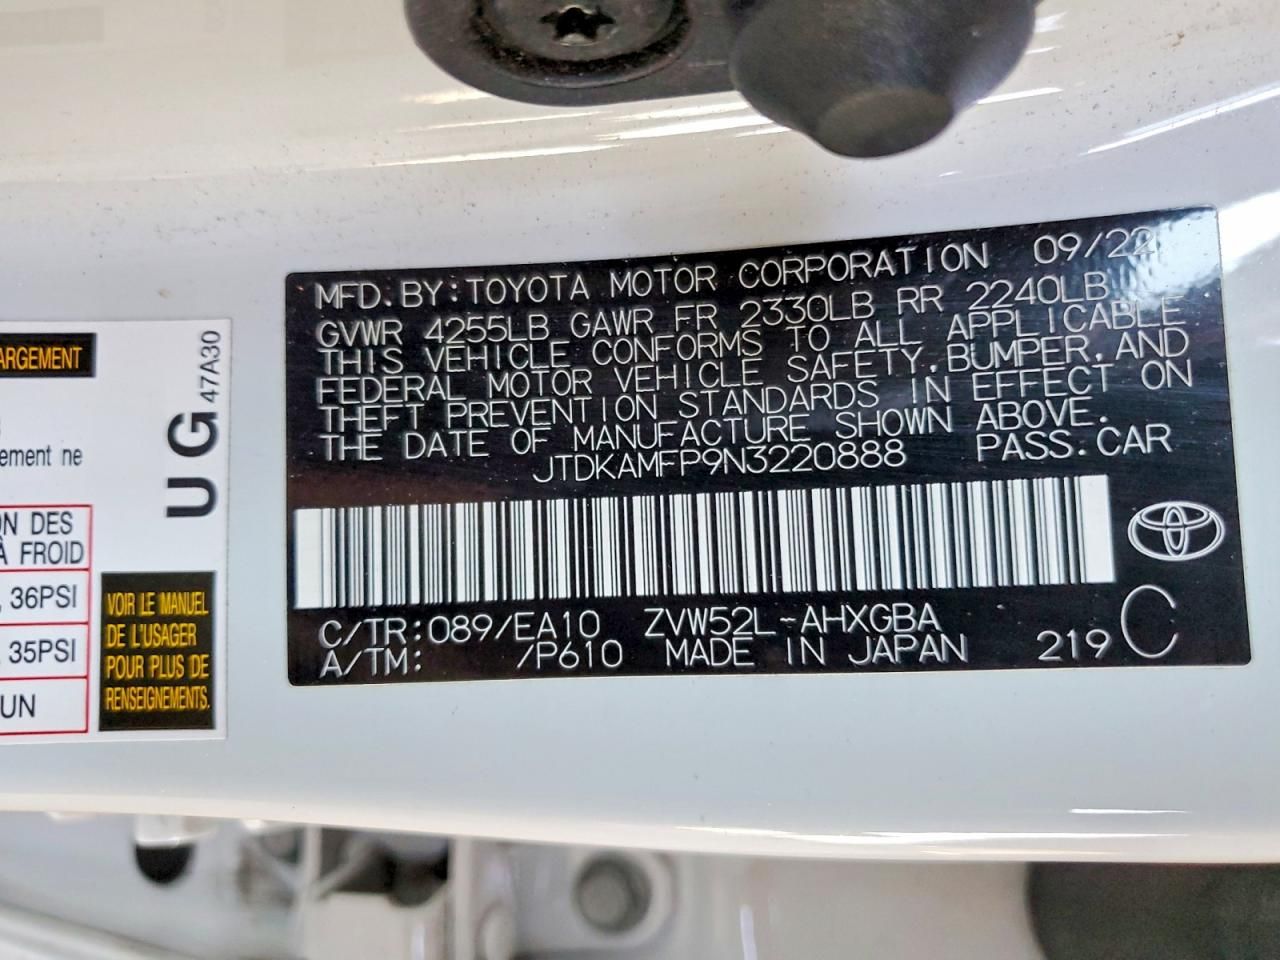 MFD. BY: TOYOTA MOTOR CORPORATION 09/22
GVWR 4255LB GAWR FR 2330LB RR 2240LB
THIS VEHICLE CONFORMS TO ALL APPLICABLE
FEDERAL MOTOR VEHICLE SAFETY, BUMPER, AND
THEFT PREVENTION STANDARDS IN EFFECT ON
THE DATE OF MANUFACTURE SHOWN ABOVE.
JTDKAMFP9N3220888 PASS. CAR
C/TR: 089/EA10 ZVW52L-AHXGBA
A/TM: /P610 MADE IN JAPAN 219 C
ARGEMENT
ement ne
ON DES
À FROID
, 36PSI
, 35PSI
UN
UG 47A30
VOIR LE MANUEL
DE L'USAGER
POUR PLUS DE
RENSEIGNEMENTS.